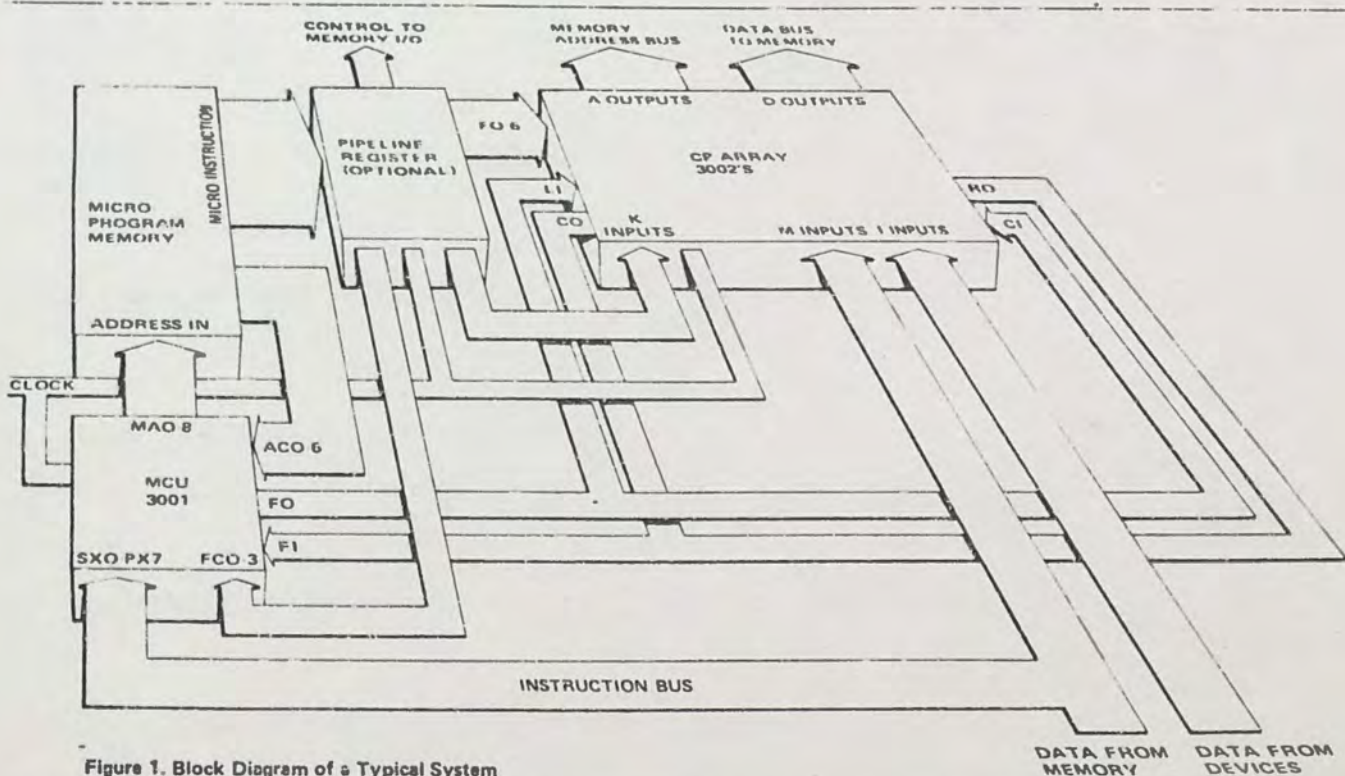 CONTROL TO
MEMORY I/O
MEMORY
ADDRESS BUS
DATA BUS
TO MEMORY
MICRO INSTRUCTION
MICRO
PROGRAM
MEMORY
ADDRESS IN
PIPELINE
REGISTER
(OPTIONAL)
FO 6
A OUTPUTS
D OUTPUTS
CP ARRAY
3002'S
LI
CO
K
INPUTS
M INPUTS
I INPUTS
RO
CI
CLOCK
MAO 8
ACO 6
MCU
3001
FO
FI
SXO PX7
FCO 3
INSTRUCTION BUS
DATA FROM
MEMORY
DATA FROM
DEVICES
Figure 1. Block Diagram of a Typical System